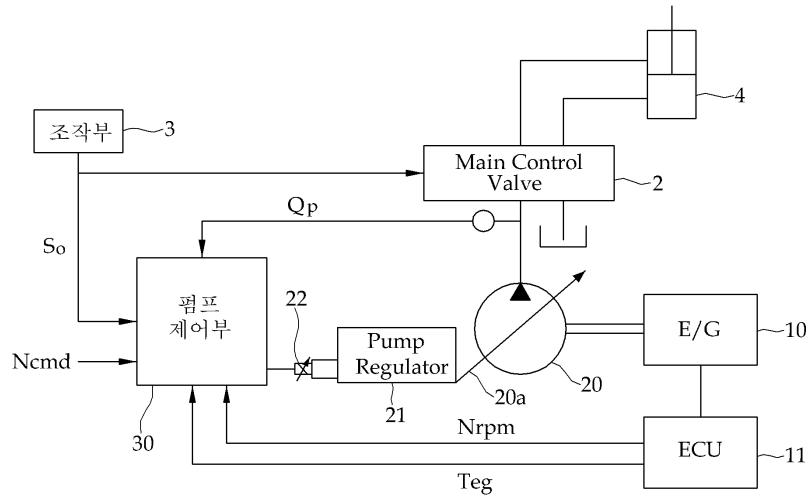 4
조작부
3
Main Control
Valve
2
Qp
So
펌프
제어부
22
Pump
Regulator
E/G
10
Ncmd
20a
20
21
30
Nrpm
ECU
11
Teg